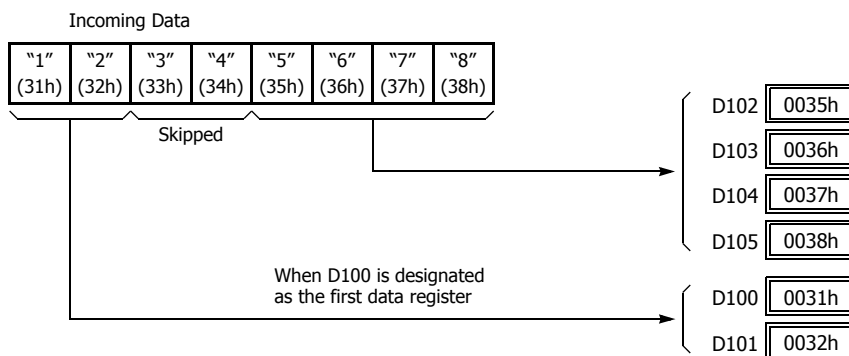 Incoming Data
“1” “2” “3” “4” “5” “6” “7” “8”
(31h) (32h) (33h) (34h) (35h) (36h) (37h) (38h)
Skipped
D102 0035h
D103 0036h
D104 0037h
D105 0038h
When D100 is designated
as the first data register
D100 0031h
D101 0032h